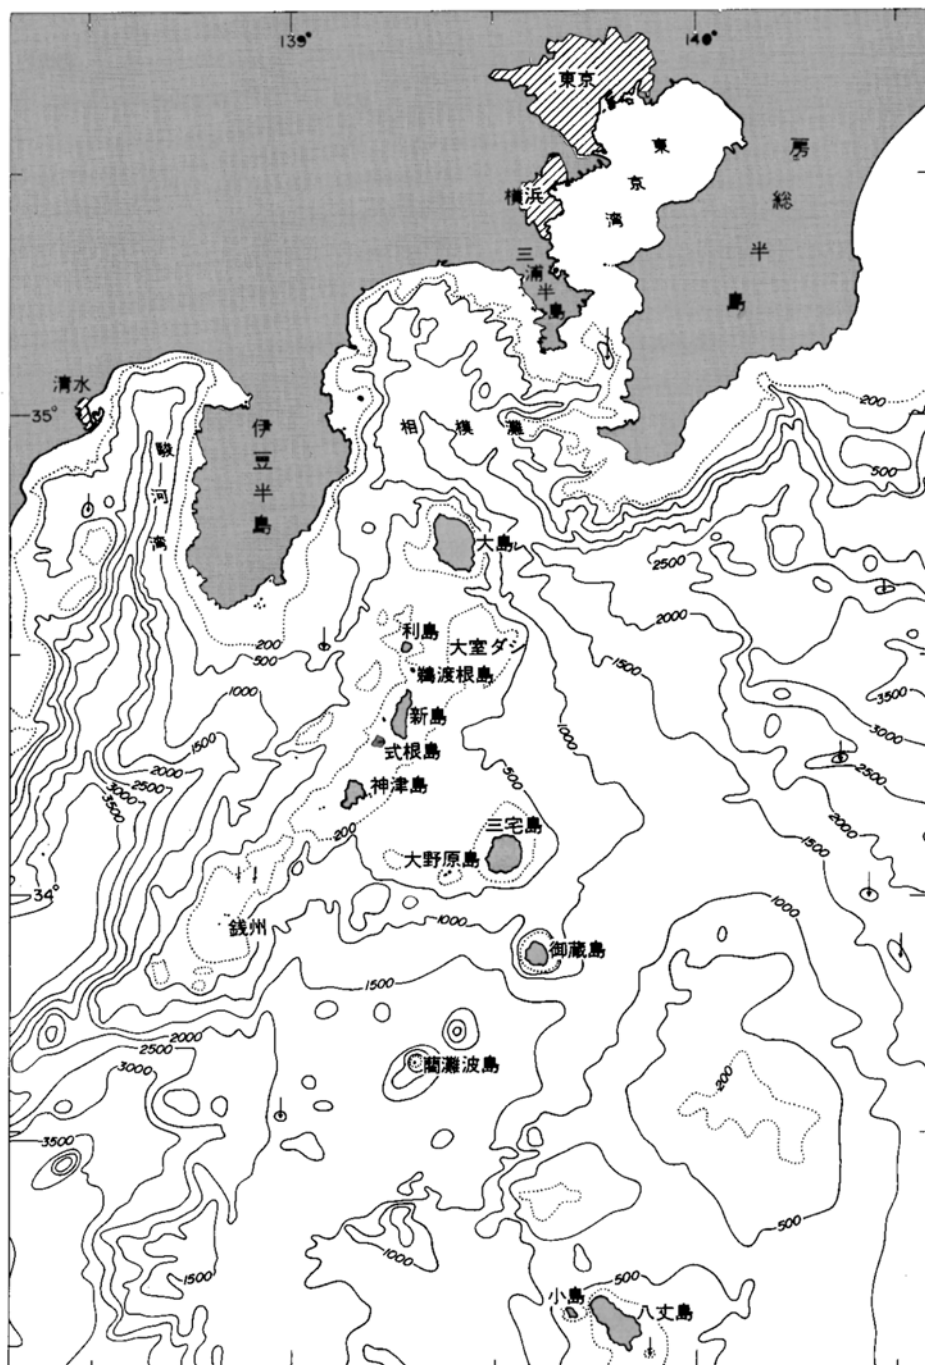 139°
140°
東京
東京湾
房総半島
横浜
三浦半島
清水
35°
伊豆半島
駿河湾
相模灘
200
500
大島
2500
2000
利島
大室ダシ
鵜渡根島
200
500
1000
1500
新島
式根島
神津島
1500
2000
2500
3000
3500
1000
500
3500
3000
2500
2000
1500
200
三宅島
大野原島
34°
銭州
1000
御蔵島
1500
1000
2000
2500
3000
藺灘波島
200
3500
500
1000
1500
500
小島
八丈島